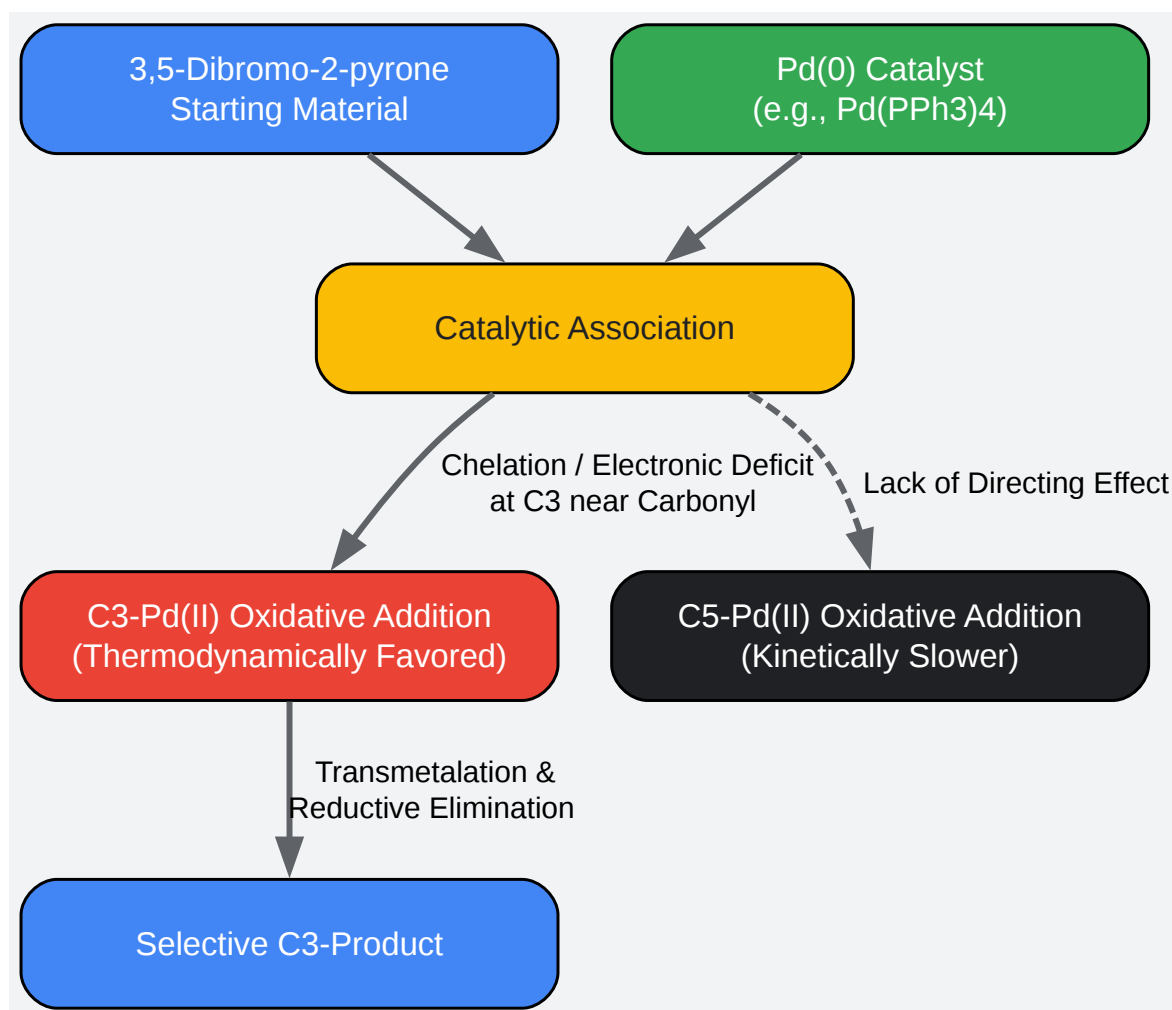 3,5-Dibromo-2-pyrone
Starting Material
Pd(0) Catalyst
(e.g., Pd(PPh3)4)
Catalytic Association
Chelation / Electronic Deficit
at C3 near Carbonyl
Lack of Directing Effect
C3-Pd(II) Oxidative Addition
(Thermodynamically Favored)
C5-Pd(II) Oxidative Addition
(Kinetically Slower)
Transmetalation &
Reductive Elimination
Selective C3-Product